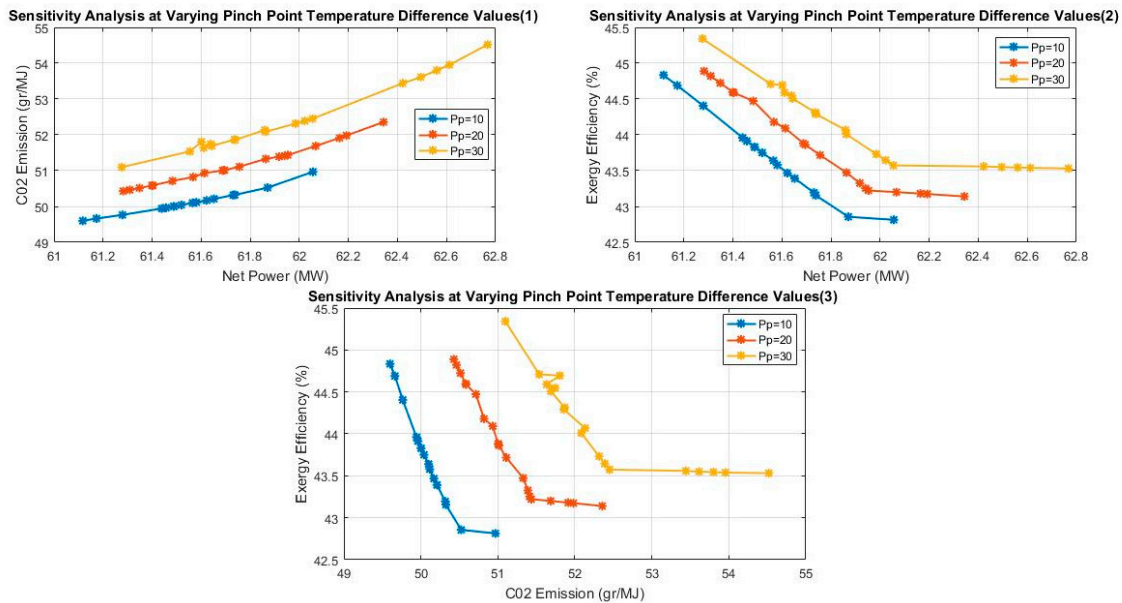 Sensitivity Analysis at Varying Pinch Point Temperature Difference Values(1)
55
54
53
52
51
50
49
C02 Emission (gr/MJ)
Pp=10
Pp=20
Pp=30
61 61.2 61.4 61.6 61.8 62 62.2 62.4 62.6 62.8
Net Power (MW)
Sensitivity Analysis at Varying Pinch Point Temperature Difference Values(2)
45.5
45
44.5
44
43.5
43
42.5
Exergy Efficiency (%)
Pp=10
Pp=20
Pp=30
61 61.2 61.4 61.6 61.8 62 62.2 62.4 62.6 62.8
Net Power (MW)
Sensitivity Analysis at Varying Pinch Point Temperature Difference Values(3)
45.5
45
44.5
44
43.5
43
42.5
Exergy Efficiency (%)
Pp=10
Pp=20
Pp=30
49 50 51 52 53 54 55
C02 Emission (gr/MJ)